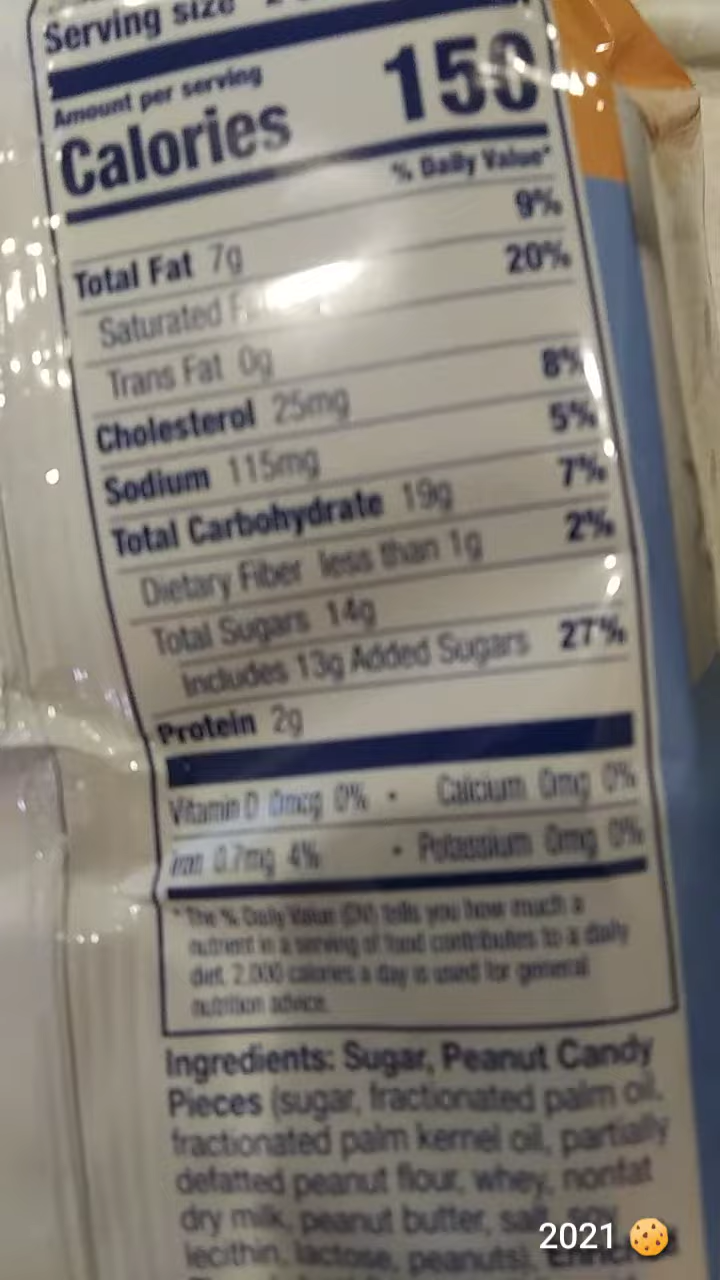 Serving size
Amount per serving
Calories 150
% Daily Value*
Total Fat 7g 9%
Saturated 20%
Trans Fat 0g
Cholesterol 25mg 8%
Sodium 115mg 5%
Total Carbohydrate 19g 7%
Dietary Fiber less than 1g 2%
Total Sugars 14g
Includes 13g Added Sugars 27%
Protein 2g
Vitamin D 0mcg 0% • Calcium 0mg 0%
Iron 0.7mg 4% • Potassium 0mg 0%
*The % Daily Value (DV) tells you how much a
nutrient in a serving of food contributes to a daily
diet. 2,000 calories a day is used for general
nutrition advice.
Ingredients: Sugar, Peanut Candy
Pieces (sugar, fractionated palm oil,
fractionated palm kernel oil, partially
defatted peanut flour, whey, nonfat
dry milk, peanut butter, salt, soy
lecithin, lactose, peanuts), Enriched
2021